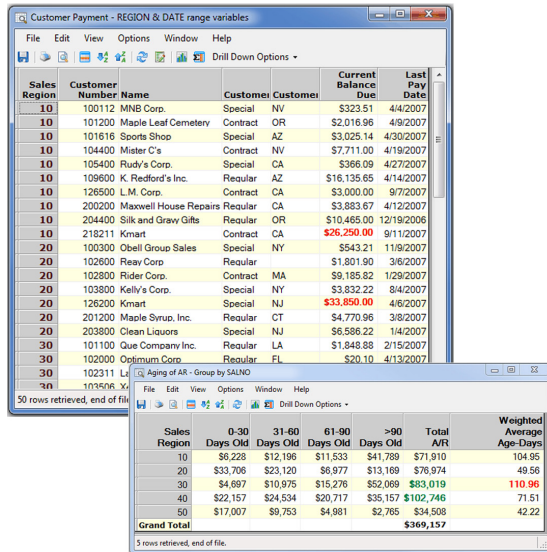 Customer Payment - REGION & DATE range variables
File Edit View Options Window Help
Drill Down Options
Sales Region Customer Number Name Customer Customer Current Balance Due Last Pay Date
10 100112 MNB Corp. Special NV $323.51 4/4/2007
10 101200 Maple Leaf Cemetery Contract OR $2,016.96 4/9/2007
10 101616 Sports Shop Special AZ $3,025.14 4/30/2007
10 104400 Mister C's Contract NV $7,711.00 4/19/2007
10 105400 Rudy's Corp. Special CA $366.09 4/27/2007
10 109600 K. Redford's Inc. Regular AZ $16,135.65 4/14/2007
10 126500 L.M. Corp. Contract CA $3,000.00 9/7/2007
10 200200 Maxwell House Repairs Regular CA $3,883.67 4/12/2007
10 204400 Silk and Gravy Gifts Regular OR $10,465.00 12/19/2006
10 218211 Kmart Contract CA $26,250.00 9/11/2007
20 100300 Obell Group Sales Special NY $543.21 11/9/2007
20 102600 Reay Corp Regular $1,801.90 3/6/2007
20 102800 Rider Corp. Contract MA $9,185.82 1/29/2007
20 103800 Kelly's Corp. Special NY $3,832.22 8/4/2007
20 126200 Kmart Special NJ $33,850.00 4/6/2007
20 201200 Maple Syrup, Inc. Regular CT $4,770.96 3/8/2007
20 203800 Clean Liquors Special NJ $6,586.22 1/4/2007
30 101100 Que Company Inc. Regular LA $1,848.88 2/15/2007
30 102000 Optimum Corp Regular FL $20.10 4/13/2007
30 102311 La
30 103506
50 rows retrieved, end of file
Aging of AR - Group by SALNO
File Edit View Options Window Help
Drill Down Options
Sales Region 0-30 Days Old 31-60 Days Old 61-90 Days Old >90 Days Old Total A/R Weighted Average Age-Days
10 $6,228 $12,196 $11,533 $41,789 $71,910 104.95
20 $33,706 $23,120 $6,977 $13,169 $76,974 49.56
30 $4,697 $10,975 $15,276 $52,069 $83,019 110.96
40 $22,157 $24,534 $20,717 $35,157 $102,746 71.51
50 $17,007 $9,753 $4,981 $2,765 $34,508 42.22
Grand Total $369,157
5 rows retrieved, end of file.